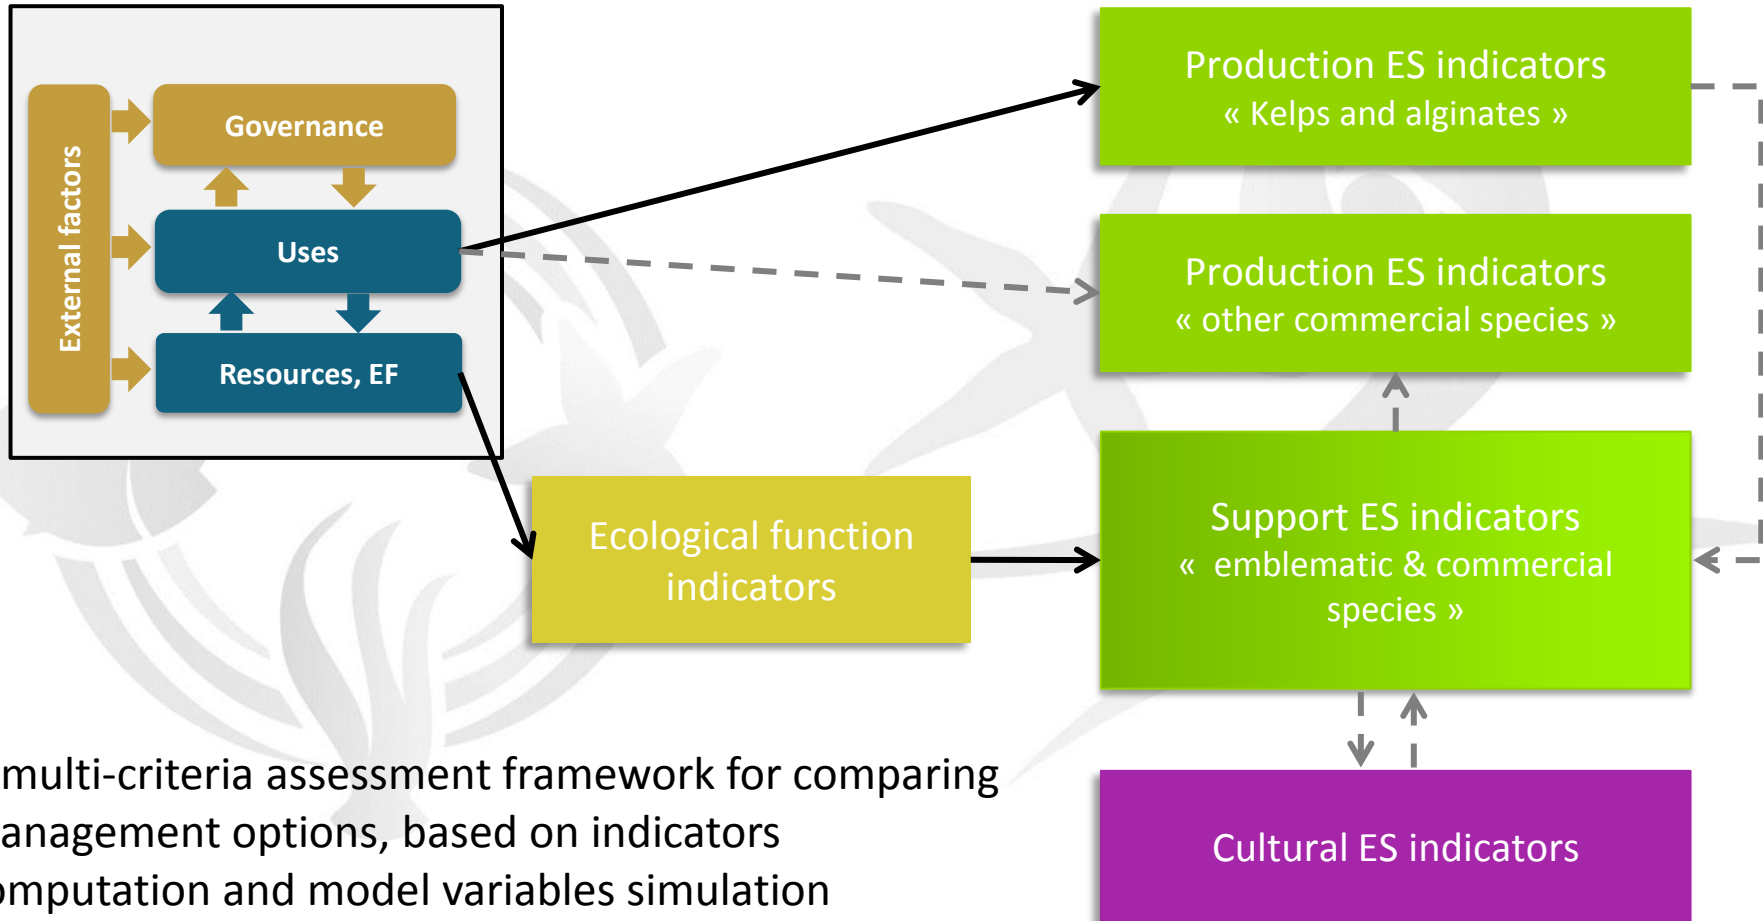 External factors
Governance
Uses
Resources, EF
Production ES indicators
« Kelps and alginates »
Production ES indicators
« other commercial species »
Ecological function
indicators
Support ES indicators
«  emblematic & commercial
species »
Cultural ES indicators
multi-criteria assessment framework for comparing
anagement options, based on indicators
omputation and model variables simulation